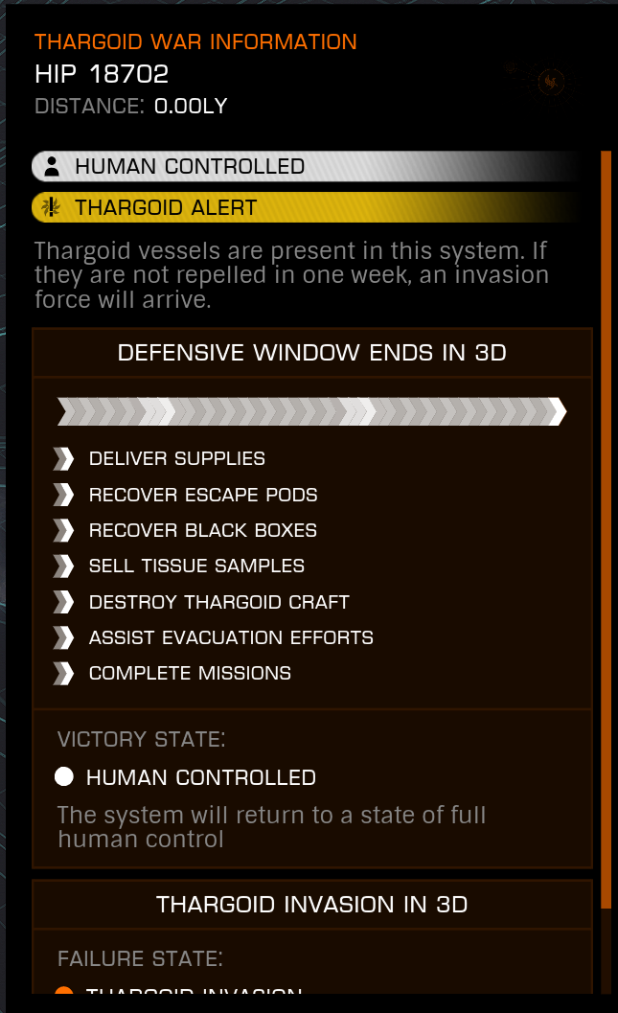 THARGOID WAR INFORMATION
HIP 18702
DISTANCE: 0.00LY
HUMAN CONTROLLED
THARGOID ALERT
Thargoid vessels are present in this system. If
they are not repelled in one week, an invasion
force will arrive.
DEFENSIVE WINDOW ENDS IN 3D
DELIVER SUPPLIES
RECOVER ESCAPE PODS
RECOVER BLACK BOXES
SELL TISSUE SAMPLES
DESTROY THARGOID CRAFT
ASSIST EVACUATION EFFORTS
COMPLETE MISSIONS
VICTORY STATE:
HUMAN CONTROLLED
The system will return to a state of full
human control
THARGOID INVASION IN 3D
FAILURE STATE:
THARGOID INVASION